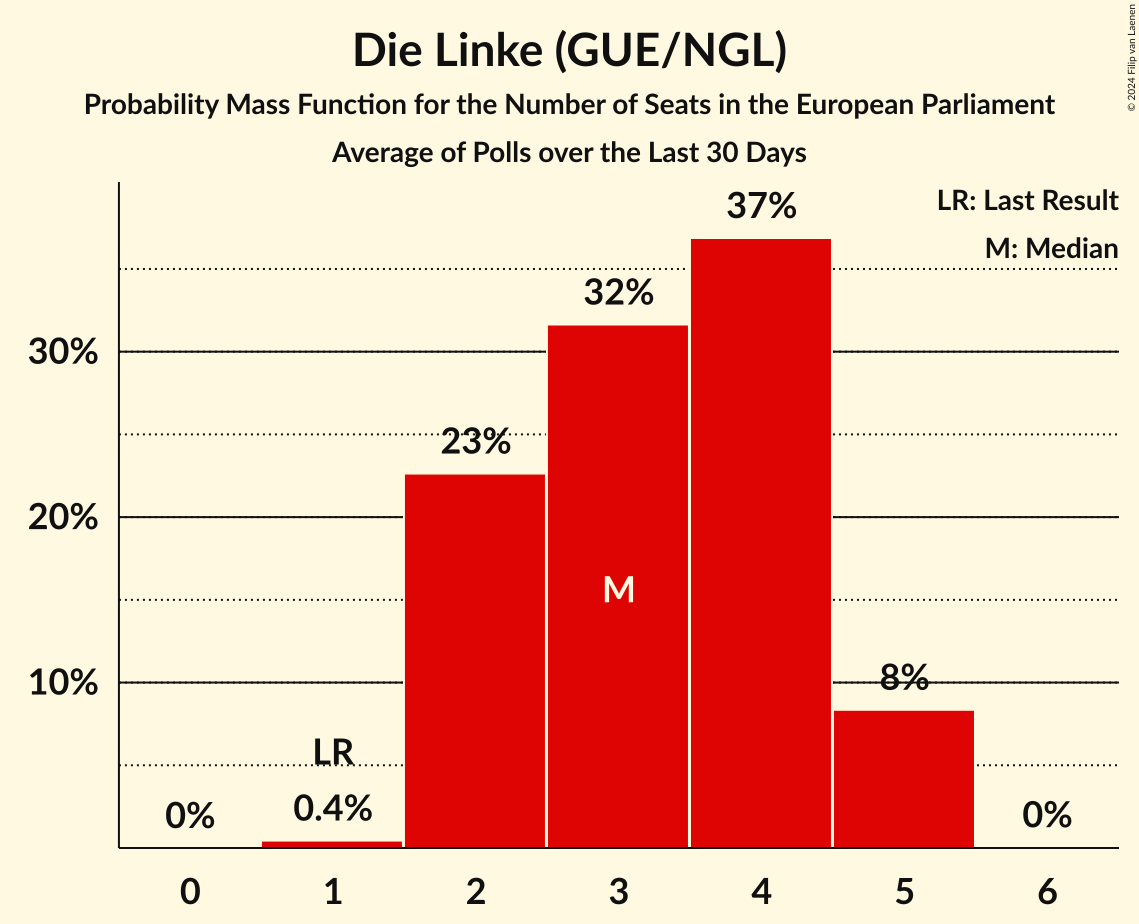 Die Linke (GUE/NGL)
Probability Mass Function for the Number of Seats in the European Parliament
Average of Polls over the Last 30 Days
© 2024 Filip van Laenen
LR: Last Result
M: Median
37%
32%
30%
23%
20%
M
10%
8%
LR
0%
0.4%
0%
0 1 2 3 4 5 6